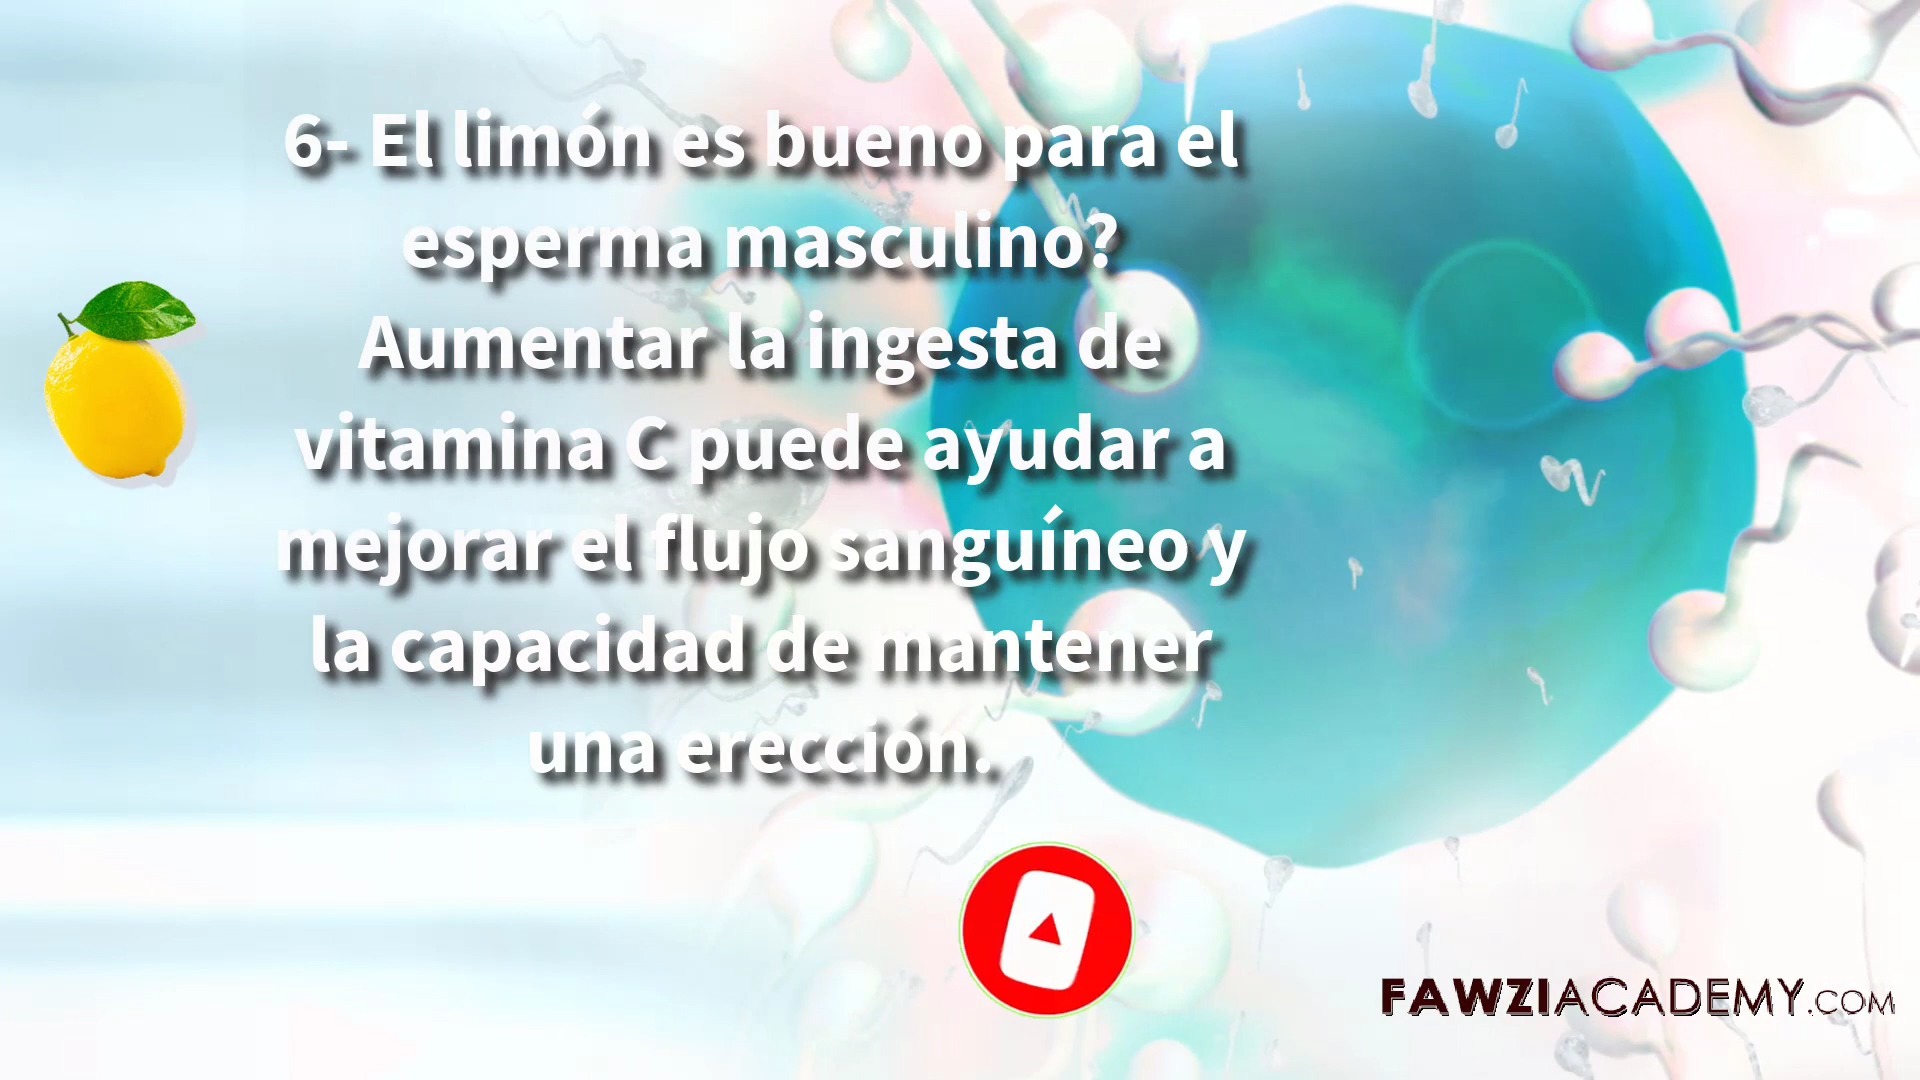 6- El limón es bueno para el
esperma masculino?
Aumentar la ingesta de
vitamina C puede ayudar a
mejorar el flujo sanguíneo y
la capacidad de mantener
una erección.
FAWZIACADEMY.COM